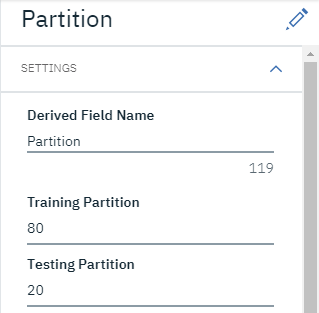 Partition
SETTINGS
Derived Field Name
Partition
119
Training Partition
80
Testing Partition
20